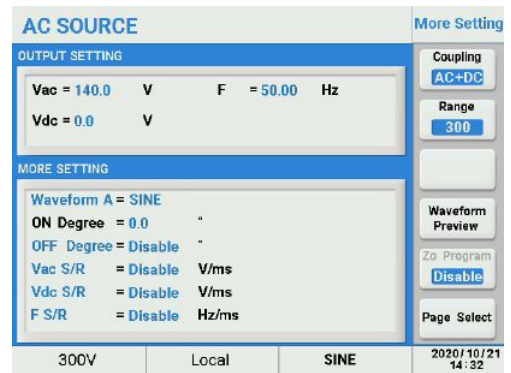 AC SOURCE
More Setting
OUTPUT SETTING
Vac = 140.0 V F = 50.00 Hz
Vdc = 0.0 V
MORE SETTING
Waveform A = SINE
ON Degree = 0.0 °
OFF Degree = Disable °
Vac S/R = Disable V/ms
Vdc S/R = Disable V/ms
F S/R = Disable Hz/ms
Coupling
AC+DC
Range
300
Waveform
Preview
Zo Program
Disable
Page Select
300V Local SINE
2020/10/21
14:32